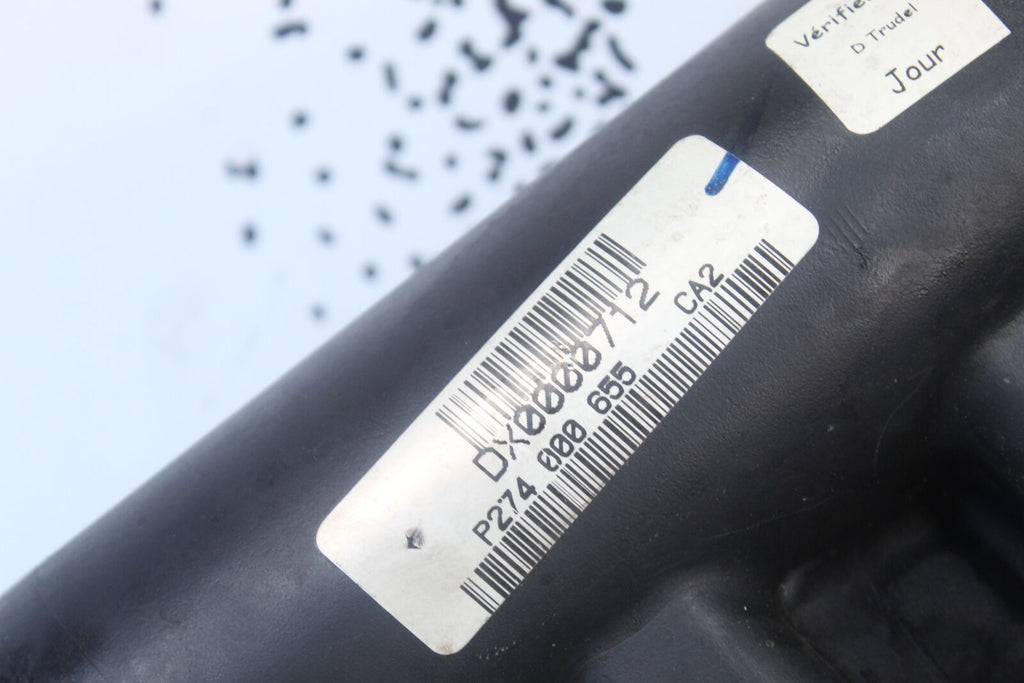 Vérifié
D Trudel
Jour
DX0000712
P274 000 655 CA2